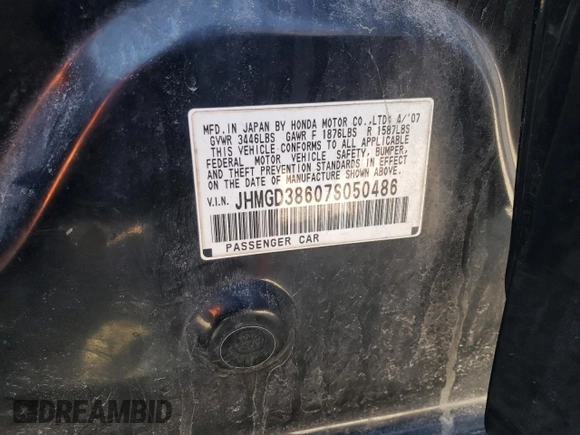 MFD.IN JAPAN BY HONDA MOTOR CO.,LTD: 4/'07
GVWR 3446LBS GAWR F 1876LBS R 1587LBS
THIS VEHICLE CONFORMS TO ALL APPLICABLE
FEDERAL MOTOR VEHICLE SAFETY, BUMPER,
AND THEFT PREVENTION STANDARDS IN EFFECT
ON THE DATE OF MANUFACTURE SHOWN ABOVE.
V.I.N. JHMGD38607S050486
PASSENGER CAR
DREAMBID